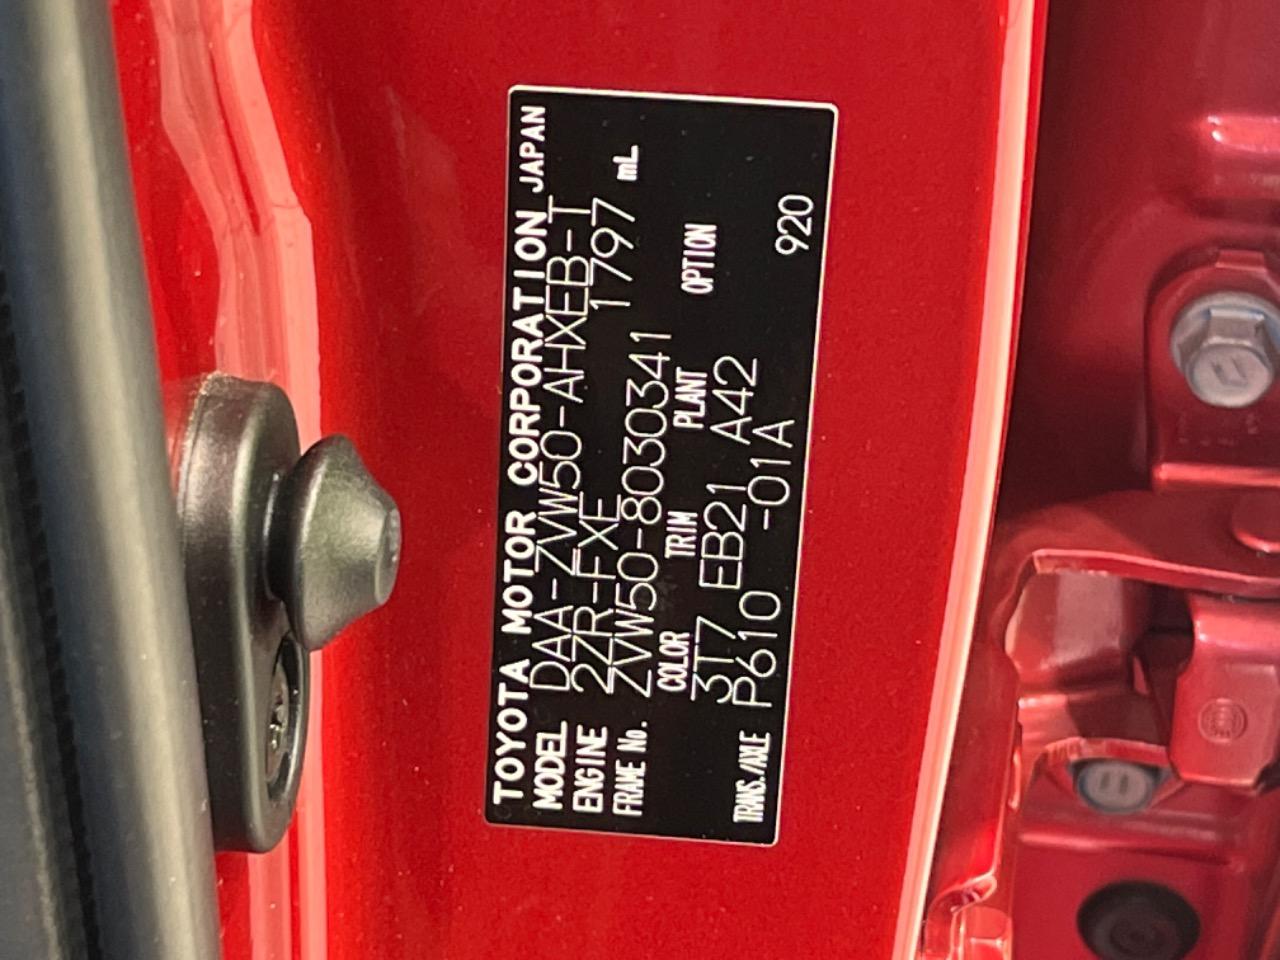 TOYOTA MOTOR CORPORATION JAPAN
MODEL DAA-ZVW50-AHXEB-T
ENGINE 2ZR-FXE 1797 mL
FRAME No. ZVW50-8030341
COLOR TRIM PLANT OPTION
3T7 EB21 A42
TRANS./AXLE P610 -01A 920